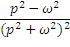 p² − ω²
(p² + ω²)²